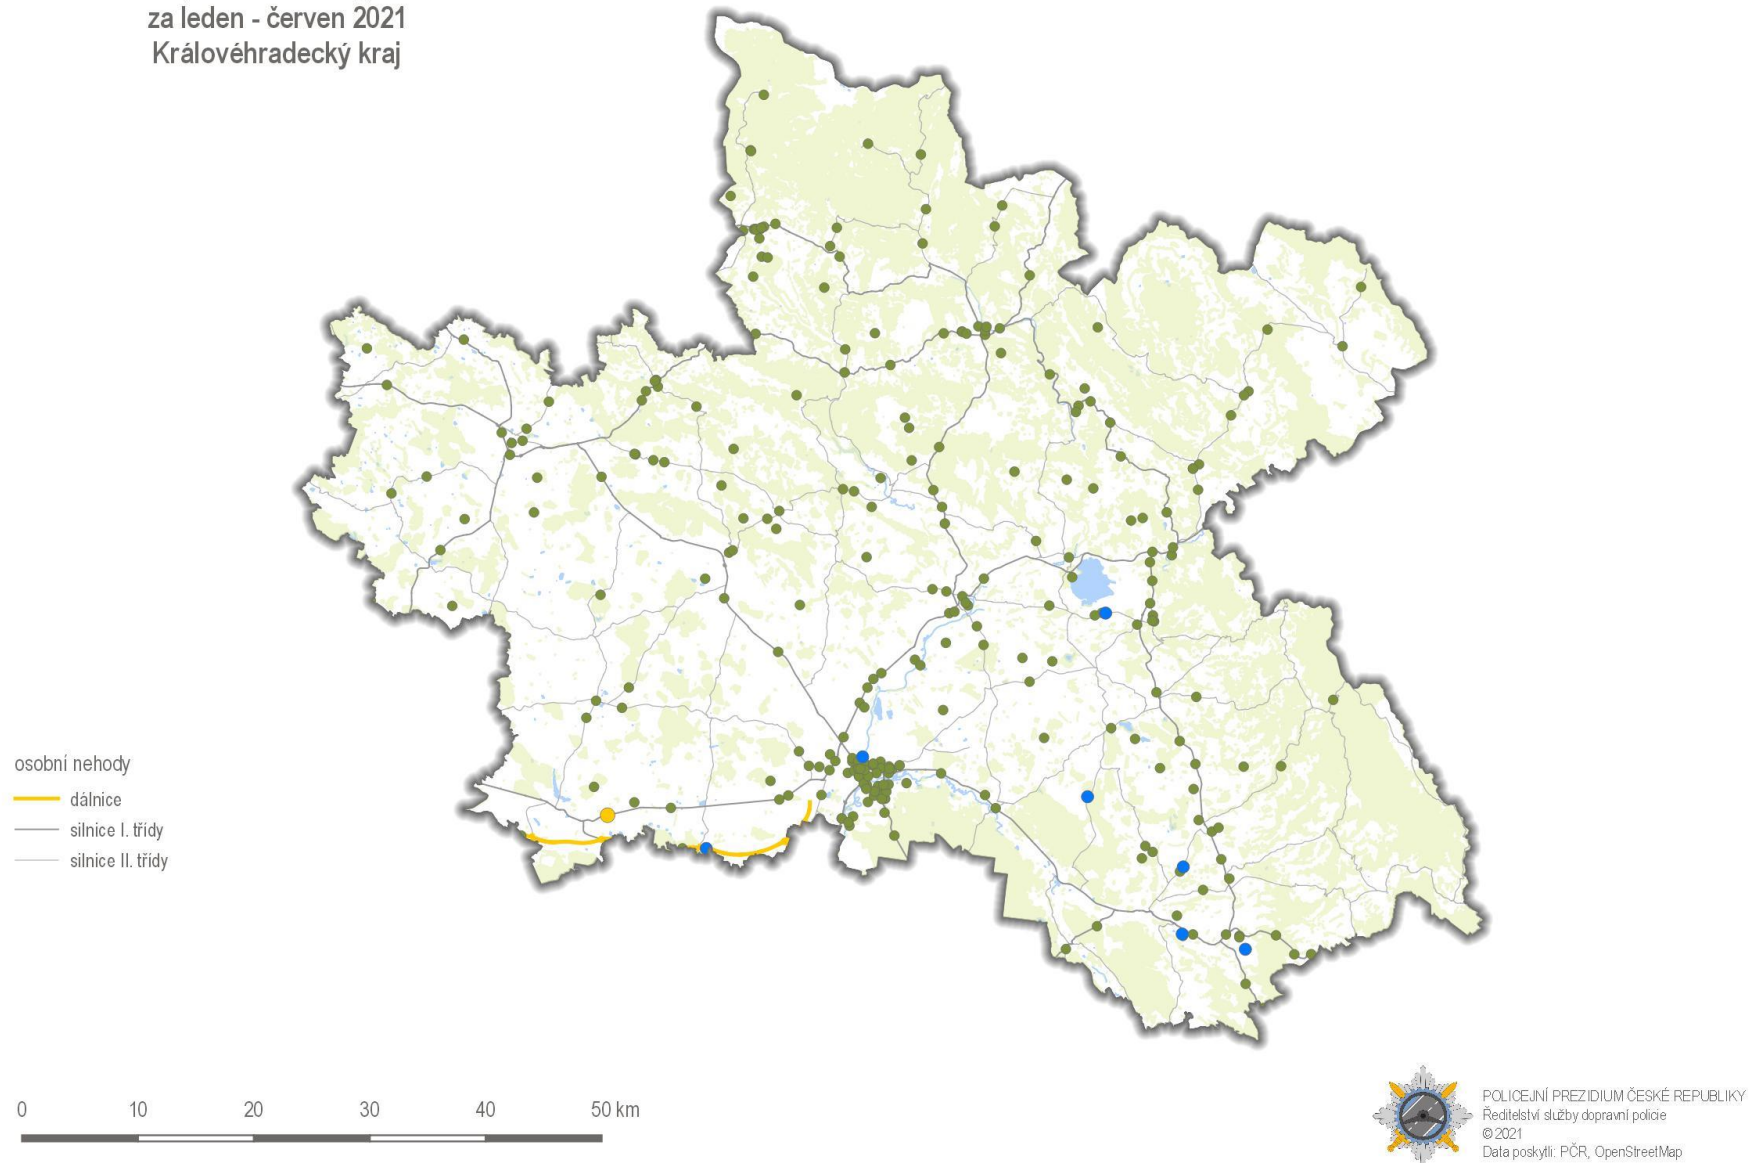 za leden - červen 2021
Královéhradecký kraj
osobní nehody
dálnice
silnice I. třídy
silnice II. třídy
0 10 20 30 40 50 km
POLICEJNÍ PREZIDIUM ČESKÉ REPUBLIKY
Ředitelství služby dopravní policie
© 2021
Data poskytli: PČR, OpenStreetMap